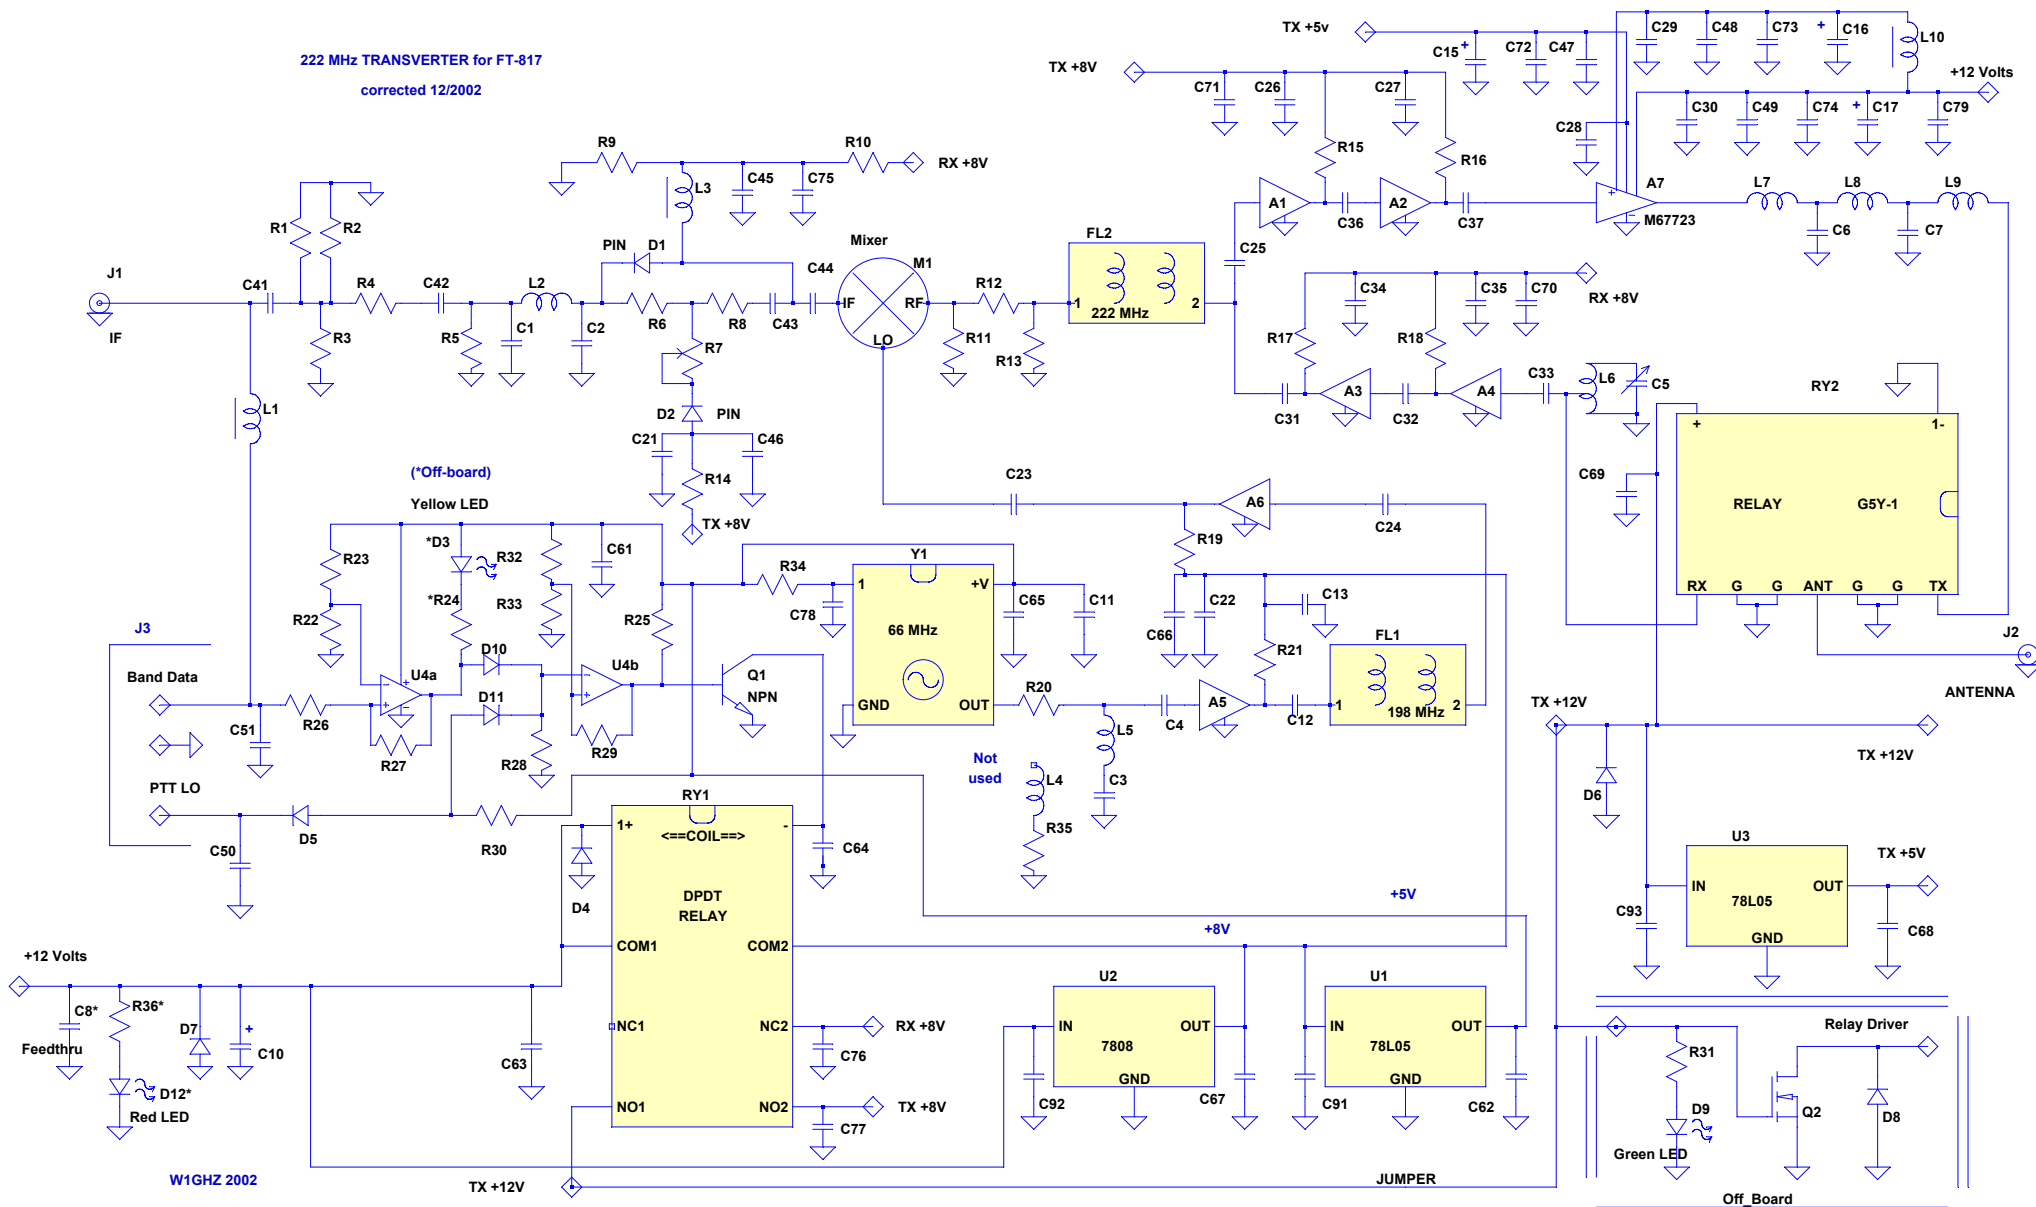 222 MHz TRANSVERTER for FT-817
corrected 12/2002
TX +5v
TX +8V
C71
C26
C27
C15
+
C72
C47
C29
C48
C73
+
C16
L10
+12 Volts
C30
C49
C74
+
C17
C79
C28
R15
R16
A1
C36
A2
C37
A7
+
-
M67723
L7
L8
L9
C6
C7
R9
R10
RX +8V
L3
C45
C75
PIN
D1
R1
R2
J1
IF
C41
R3
R4
C42
R5
C1
L2
C2
R6
R8
C43
C44
Mixer
M1
IF
RF
LO
R12
R11
R13
FL2
1
2
222 MHz
C25
C34
C35
C70
RX +8V
R17
R18
C31
A3
C32
A4
C33
L6
C5
RY2
+
1-
RELAY
G5Y-1
RX
G
G
ANT
G
G
TX
C69
J2
ANTENNA
R7
D2
PIN
C21
C46
R14
TX +8V
L1
(*Off-board)
Yellow LED
*D3
R23
R22
*R24
R32
R33
C61
R25
D10
D11
U4a
-
+
+
-
U4b
-
+
R26
R27
R28
R29
Q1
NPN
J3
Band Data
C51
PTT LO
C50
D5
R30
R34
C78
Y1
1
+V
66 MHz
GND
OUT
C65
C11
C23
A6
C24
R19
C66
C22
C13
R21
R20
L5
C3
C4
A5
C12
FL1
1
2
198 MHz
Not
used
L4
R35
RY1
1+
-
<==COIL==>
DPDT
RELAY
COM1
COM2
NC1
NC2
NO1
NO2
D4
C64
C63
C76
C77
RX +8V
TX +8V
+12 Volts
C8*
Feedthru
R36*
D12*
Red LED
D7
+
C10
W1GHZ 2002
TX +12V
JUMPER
+5V
+8V
U2
IN
OUT
7808
GND
C92
C67
U1
IN
OUT
78L05
GND
C91
C62
TX +12V
TX +12V
D6
U3
IN
OUT
78L05
GND
TX +5V
C93
C68
Relay Driver
R31
D9
Green LED
Q2
D8
Off_Board